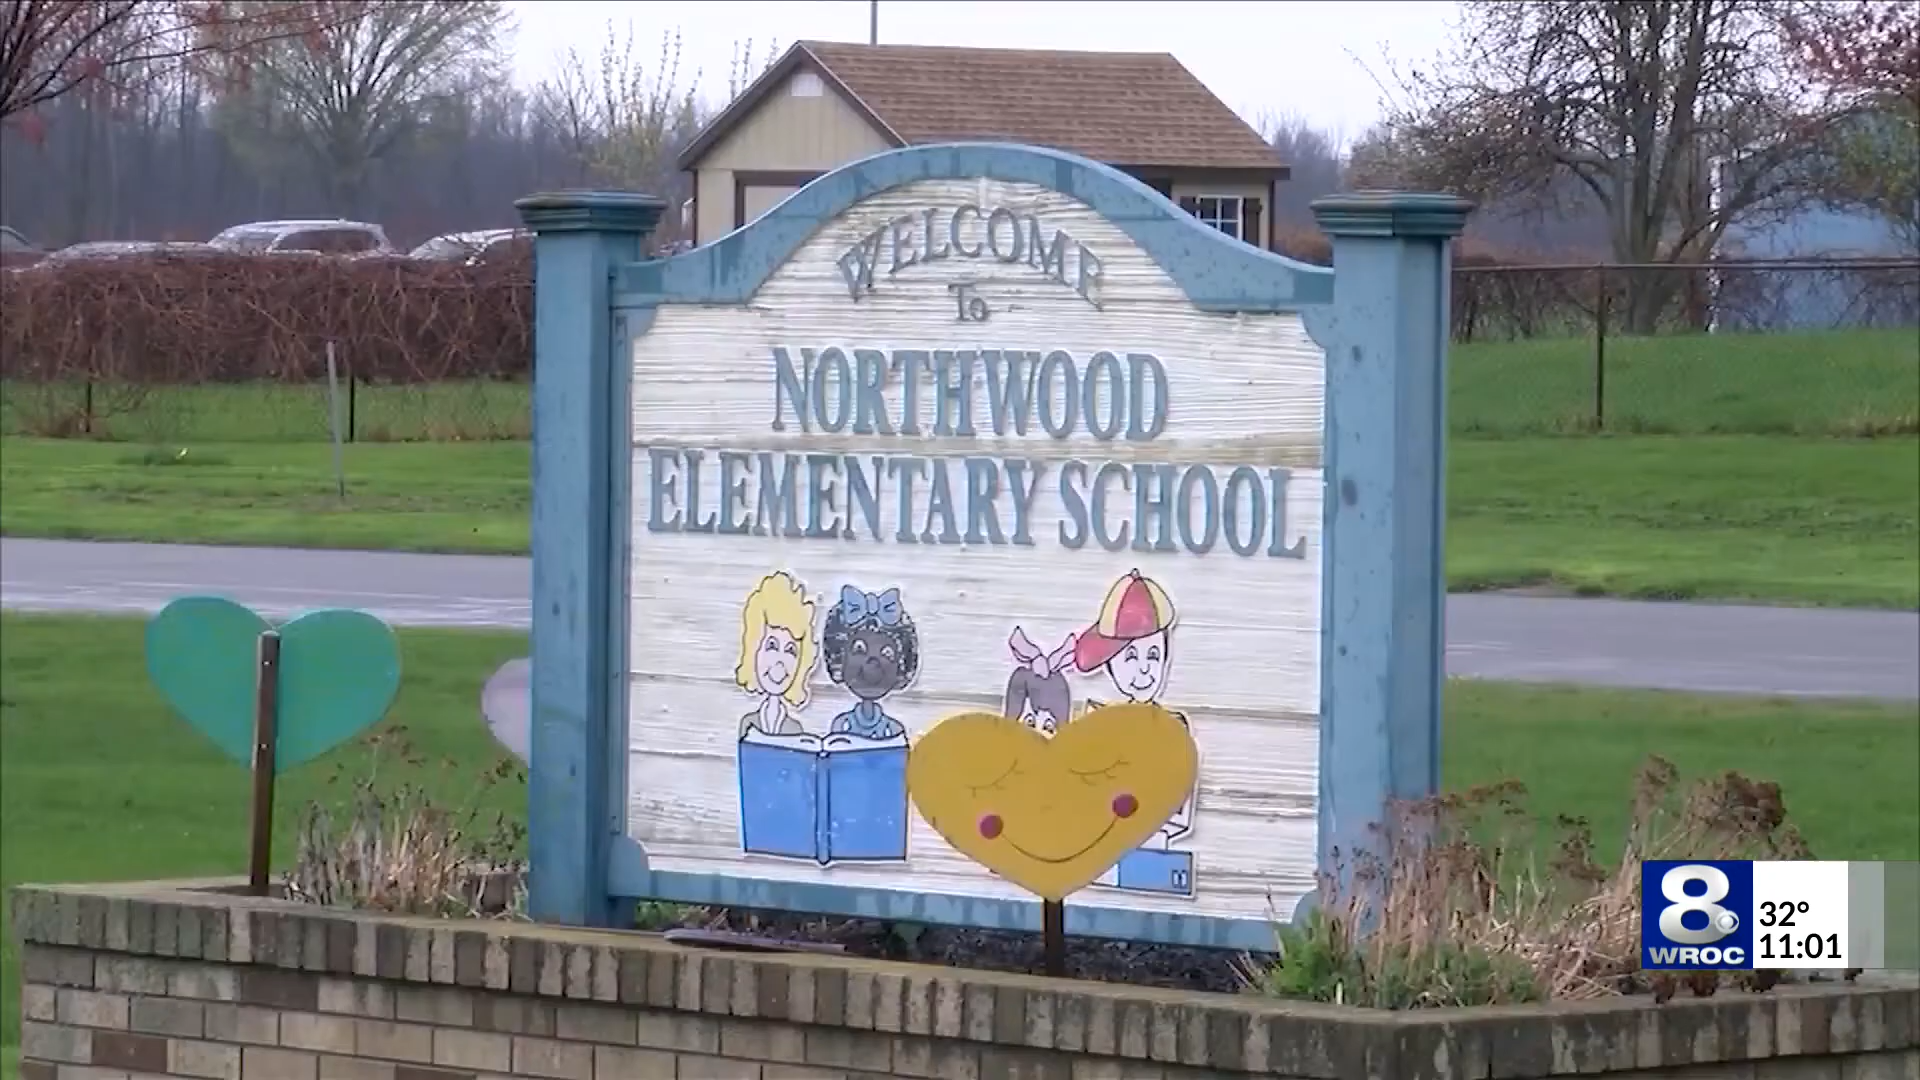 WELCOME
To
NORTHWOOD
ELEMENTARY SCHOOL
8
WROC
32°
11:01